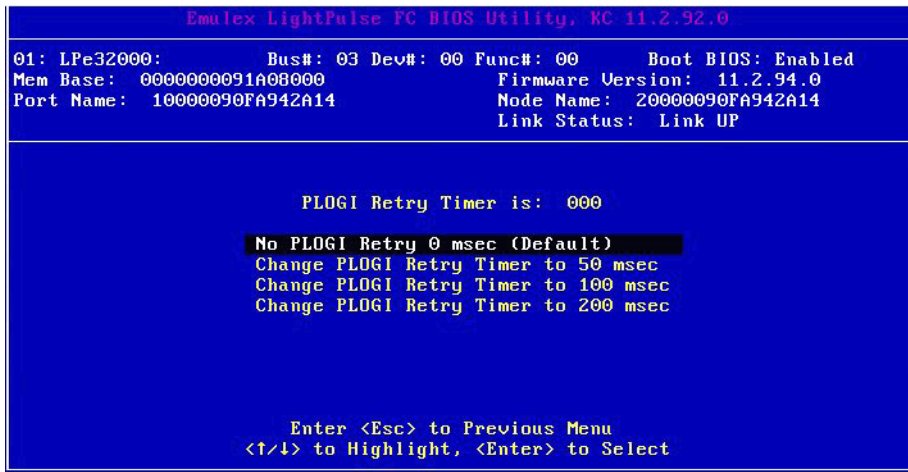 Emulex LightPulse FC BIOS Utility, KC 11.2.92.0
01: LPe32000: Bus#: 03 Dev#: 00 Func#: 00 Boot BIOS: Enabled
Mem Base: 0000000091A08000 Firmware Version: 11.2.94.0
Port Name: 10000090FA942A14 Node Name: 20000090FA942A14
Link Status: Link UP
PLOGI Retry Timer is: 000
No PLOGI Retry 0 msec (Default)
Change PLOGI Retry Timer to 50 msec
Change PLOGI Retry Timer to 100 msec
Change PLOGI Retry Timer to 200 msec
Enter <Esc> to Previous Menu
<↑/↓> to Highlight, <Enter> to Select